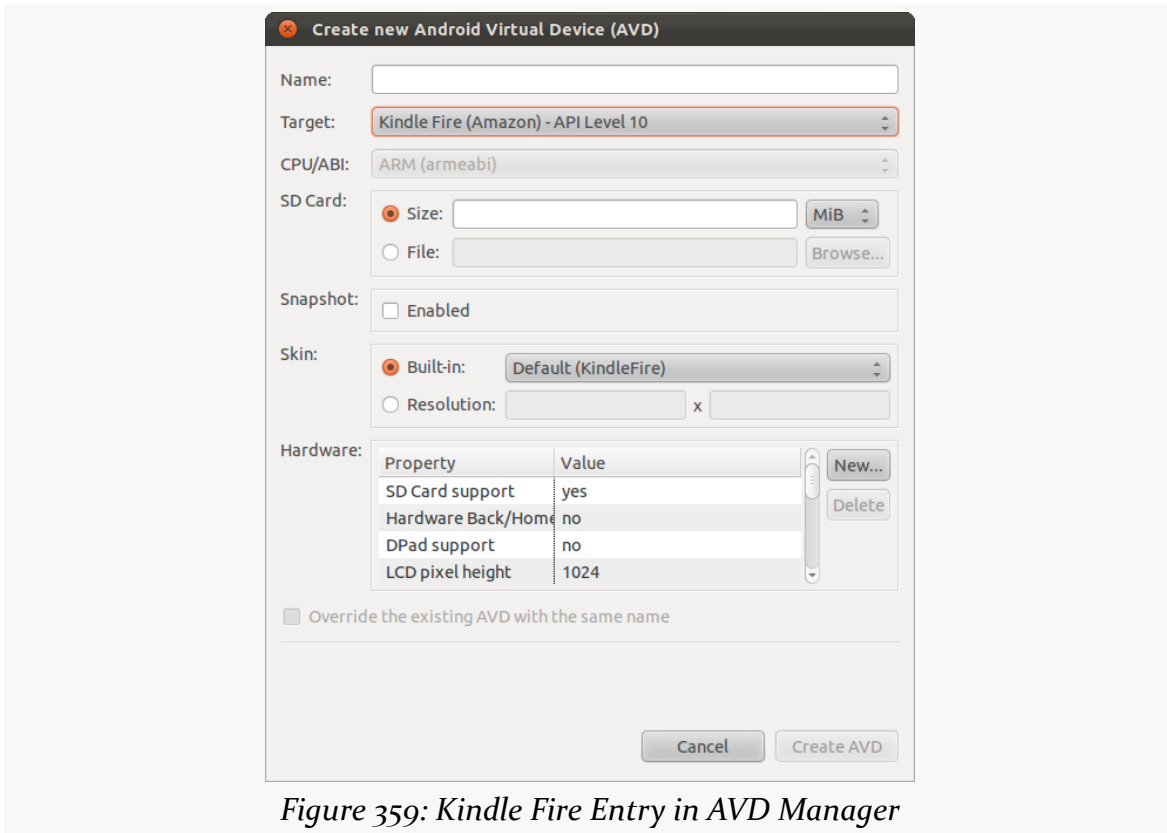 Create new Android Virtual Device (AVD)
Name:
Target: Kindle Fire (Amazon) - API Level 10
CPU/ABI: ARM (armeabi)
SD Card:
Size: MiB
File: Browse...
Snapshot: Enabled
Skin:
Built-in: Default (KindleFire)
Resolution: x
Hardware:
Property Value New...
SD Card support yes
Hardware Back/Home no Delete
DPad support no
LCD pixel height 1024
Override the existing AVD with the same name
Cancel Create AVD
Figure 359: Kindle Fire Entry in AVD Manager